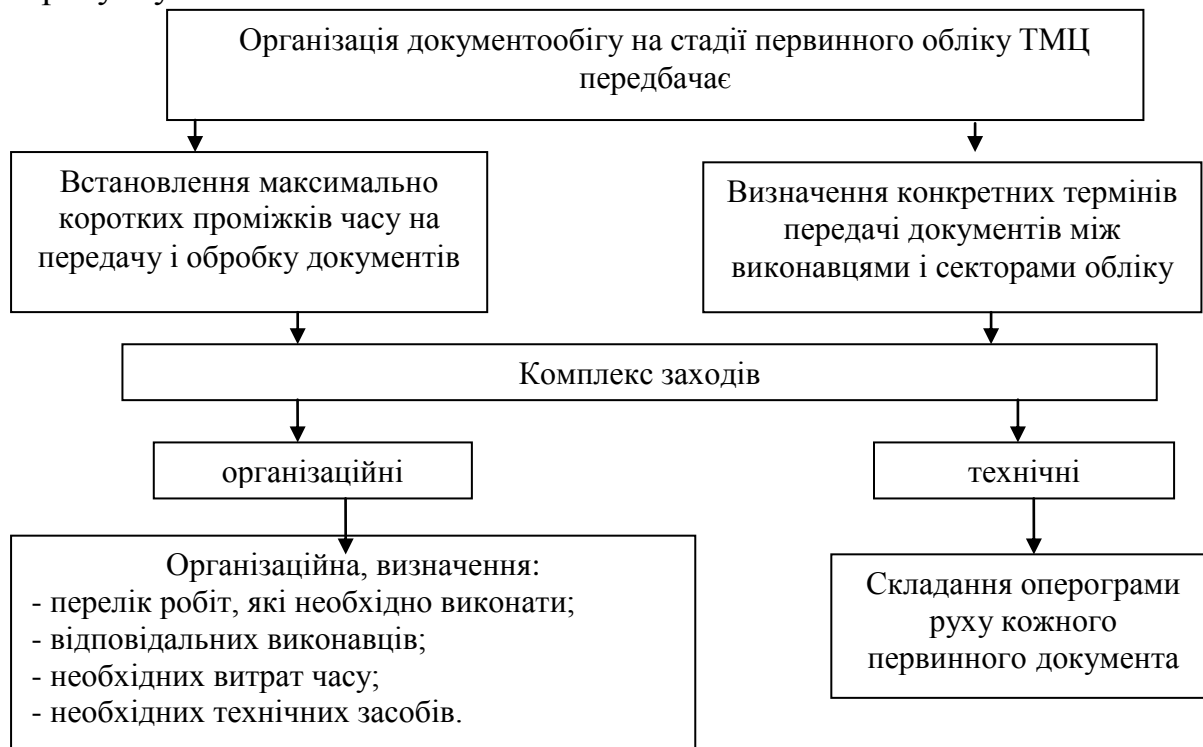 Організація документообігу на стадії первинного обліку ТМЦ
передбачає
Встановлення максимально
коротких проміжків часу на
передачу і обробку документів
Визначення конкретних термінів
передачі документів між
виконавцями і секторами обліку
Комплекс заходів
організаційні
технічні
Організаційна, визначення:
- перелік робіт, які необхідно виконати;
- відповідальних виконавців;
- необхідних витрат часу;
- необхідних технічних засобів.
Складання оперограми
руху кожного
первинного документа